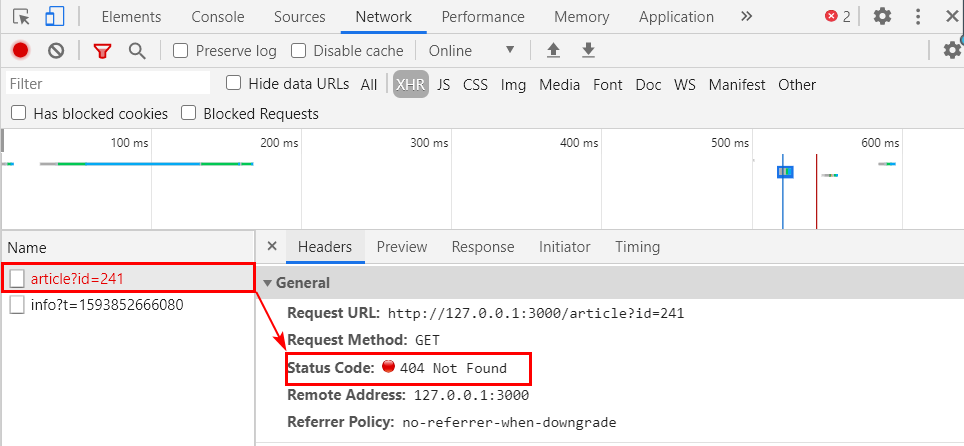 Elements Console Sources Network Performance Memory Application » 2
Preserve log Disable cache Online
Filter Hide data URLs All XHR JS CSS Img Media Font Doc WS Manifest Other
Has blocked cookies Blocked Requests
100 ms 200 ms 300 ms 400 ms 500 ms 600 ms
Name
article?id=241
info?t=1593852666080
Headers Preview Response Initiator Timing
General
Request URL: http://127.0.0.1:3000/article?id=241
Request Method: GET
Status Code: 404 Not Found
Remote Address: 127.0.0.1:3000
Referrer Policy: no-referrer-when-downgrade